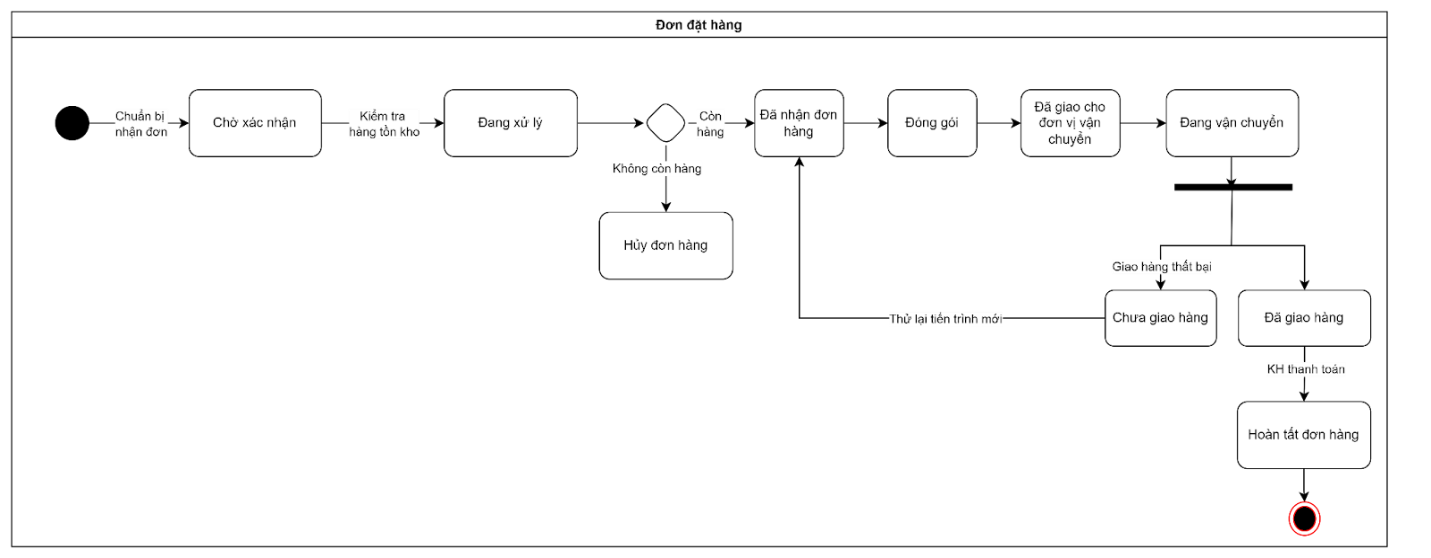 Đơn đặt hàng
Chuẩn bị
nhận đơn
Chờ xác nhận
Kiểm tra
hàng tồn kho
Đang xử lý
Còn
hàng
Đã nhận đơn
hàng
Đóng gói
Đã giao cho
đơn vị vận
chuyển
Đang vận chuyển
Không còn hàng
Hủy đơn hàng
Giao hàng thất bại
Thử lại tiến trình mới
Chưa giao hàng
Đã giao hàng
KH thanh toán
Hoàn tất đơn hàng